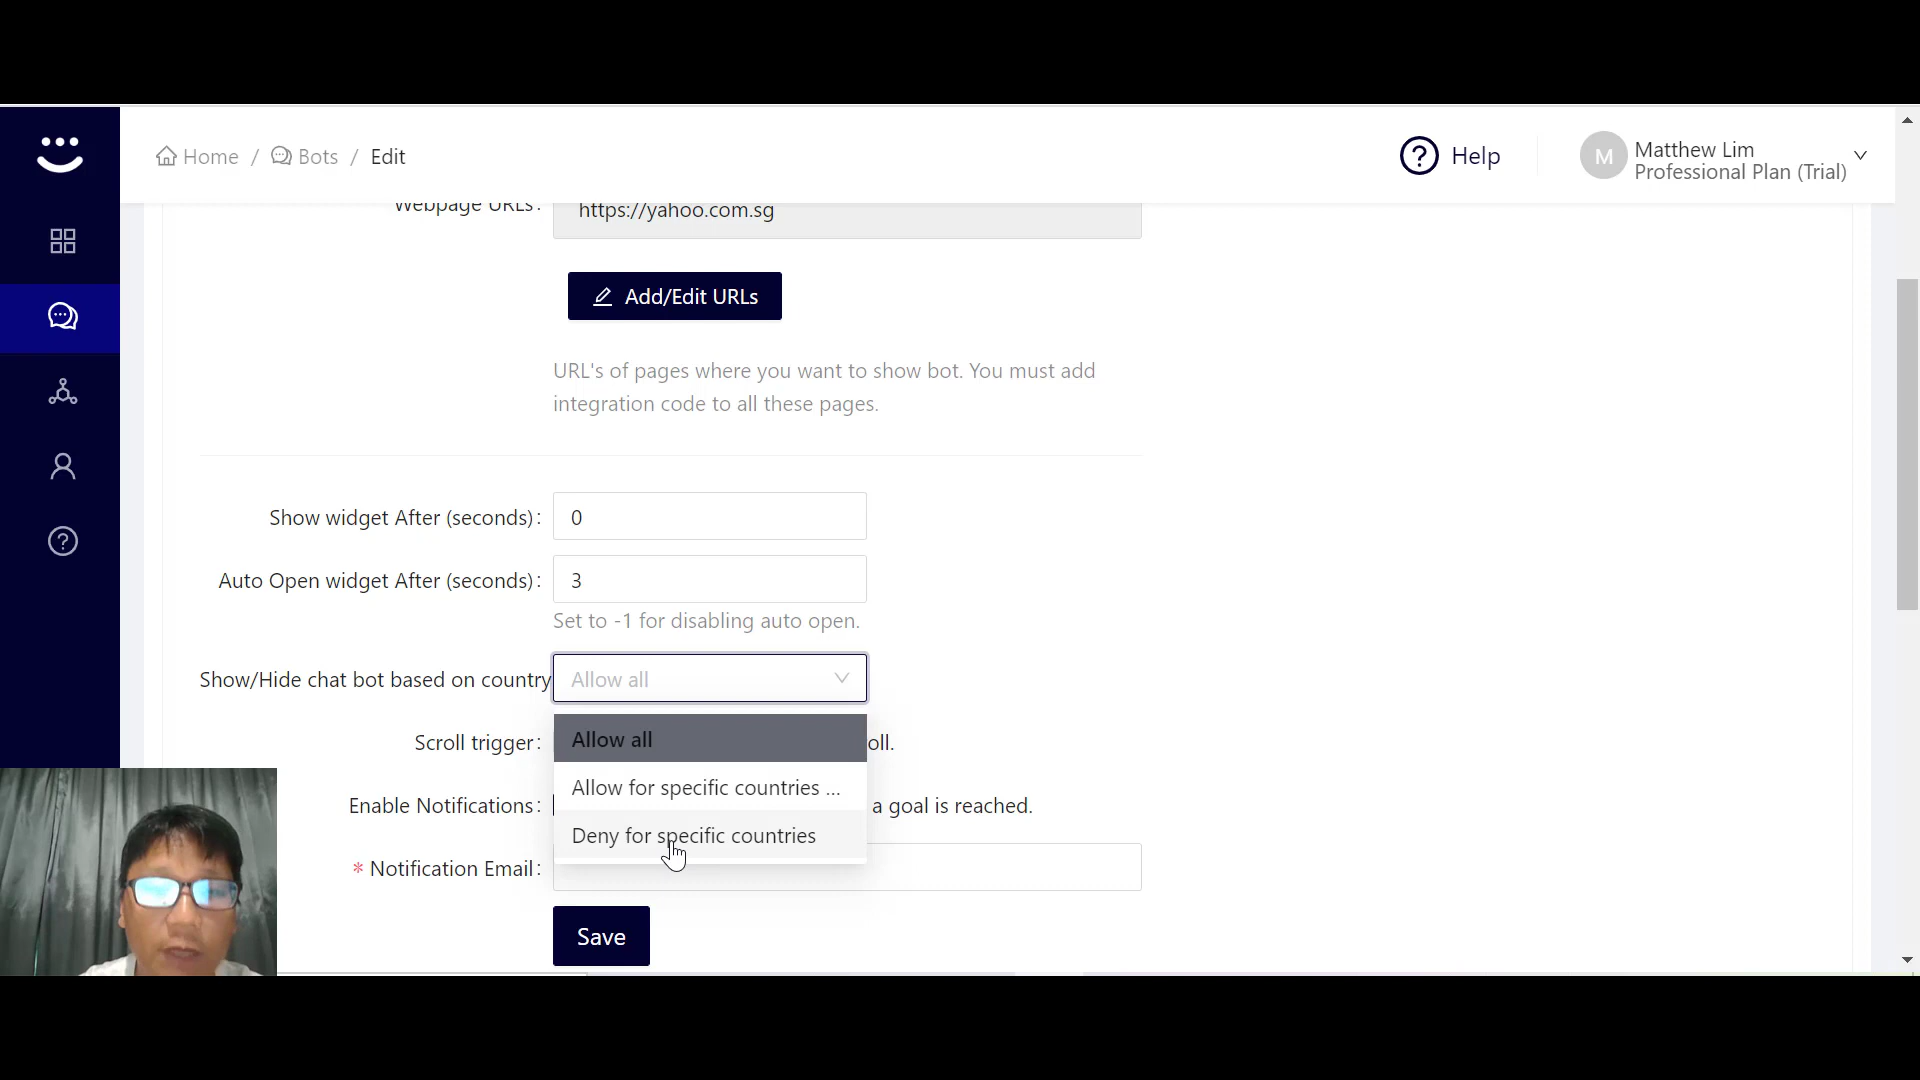 Home / Bots / Edit
Help
M
Matthew Lim
Professional Plan (Trial)
Webpage URLs:
https://yahoo.com.sg
Add/Edit URLs
URL's of pages where you want to show bot. You must add
integration code to all these pages.
Show widget After (seconds):
0
Auto Open widget After (seconds):
3
Set to -1 for disabling auto open.
Show/Hide chat bot based on country
Allow all
Allow all
Scroll trigger:
oll.
Allow for specific countries ...
Enable Notifications:
a goal is reached.
Deny for specific countries
* Notification Email:
Save